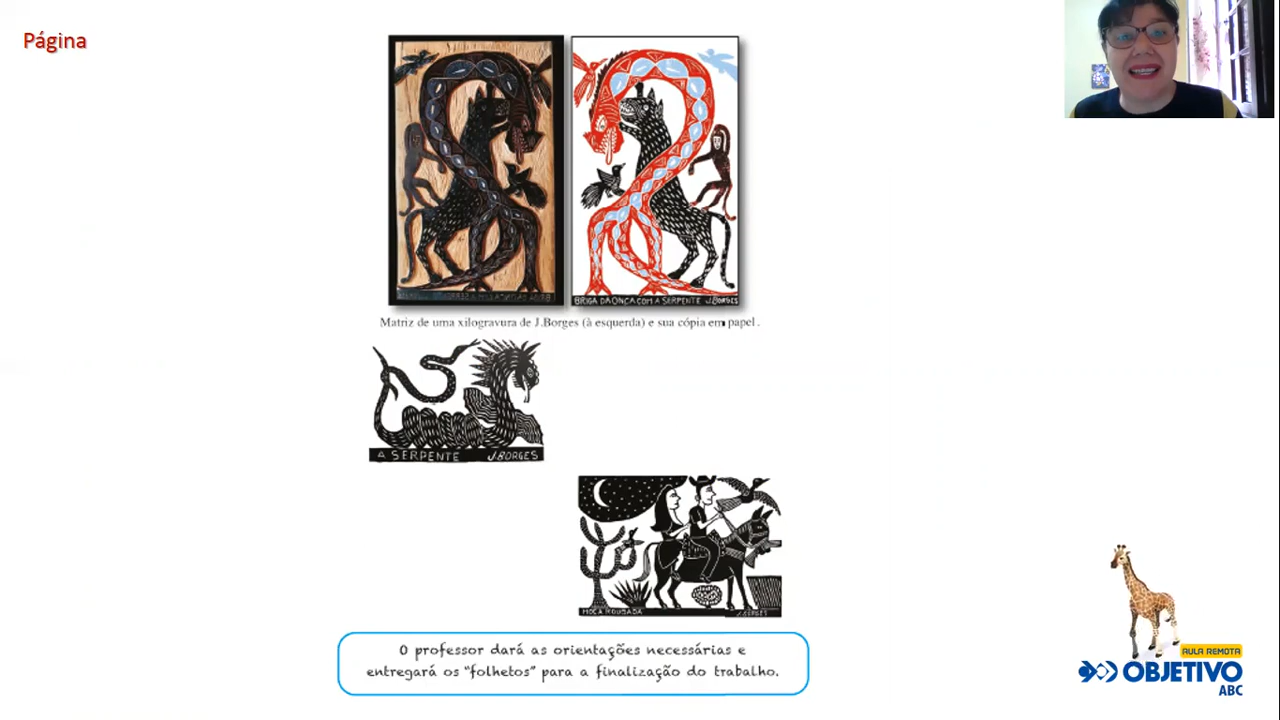 Página
BRIGA DA ONÇA COM A SERPENTE J.BORGES
Matriz de uma xilogravura de J.Borges (à esquerda) e sua cópia em papel.
A SERPENTE J.BORGES
MOÇA ROUBADA J.BORGES
O professor dará as orientações necessárias e
entregará os “folhetos” para a finalização do trabalho.
AULA REMOTA
OBJETIVO
ABC